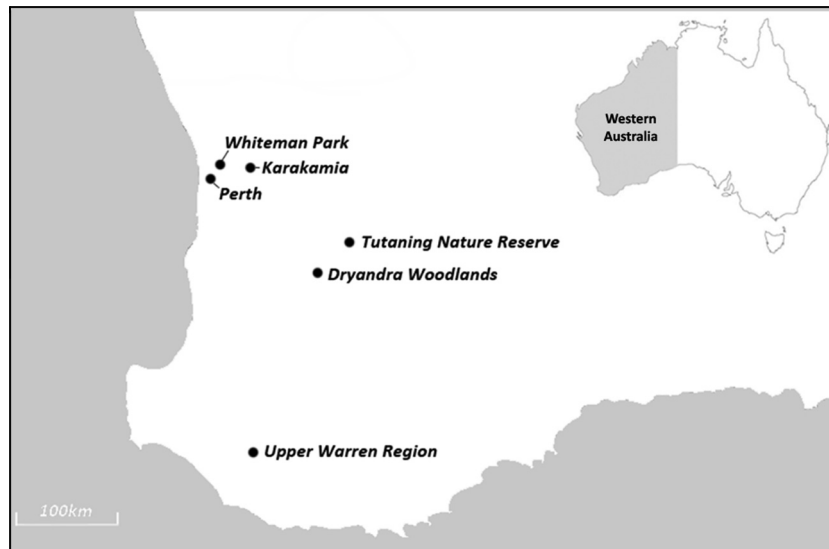 Western
Australia
Whiteman Park
Karakamia
Perth
Tutaning Nature Reserve
Dryandra Woodlands
Upper Warren Region
100km